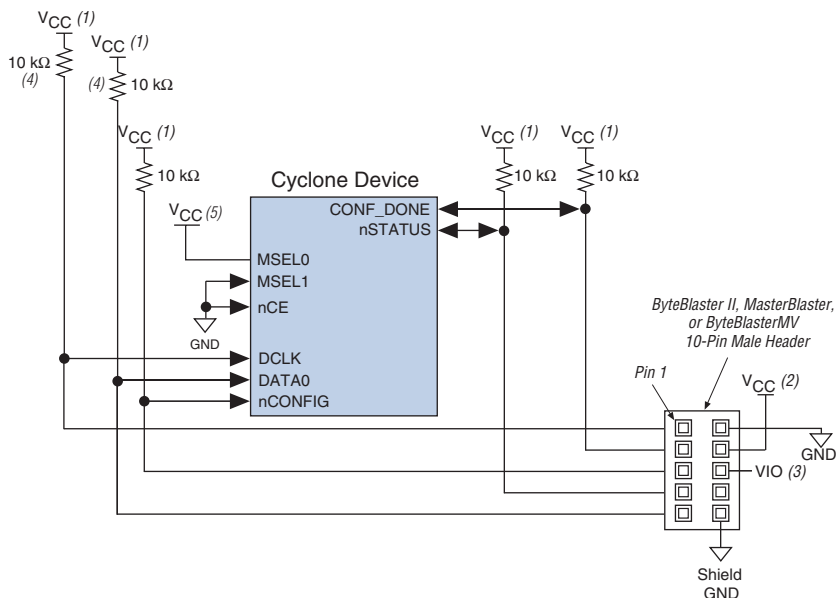 VCC (1)
10 kΩ
(4)
VCC (1)
(4) 10 kΩ
VCC (1)
10 kΩ
VCC (1)
10 kΩ
VCC (1)
10 kΩ
Cyclone Device
CONF_DONE
nSTATUS
VCC (5)
MSEL0
MSEL1
nCE
GND
DCLK
DATA0
nCONFIG
ByteBlaster II, MasterBlaster,
or ByteBlasterMV
10-Pin Male Header
Pin 1
VCC (2)
GND
VIO (3)
Shield
GND